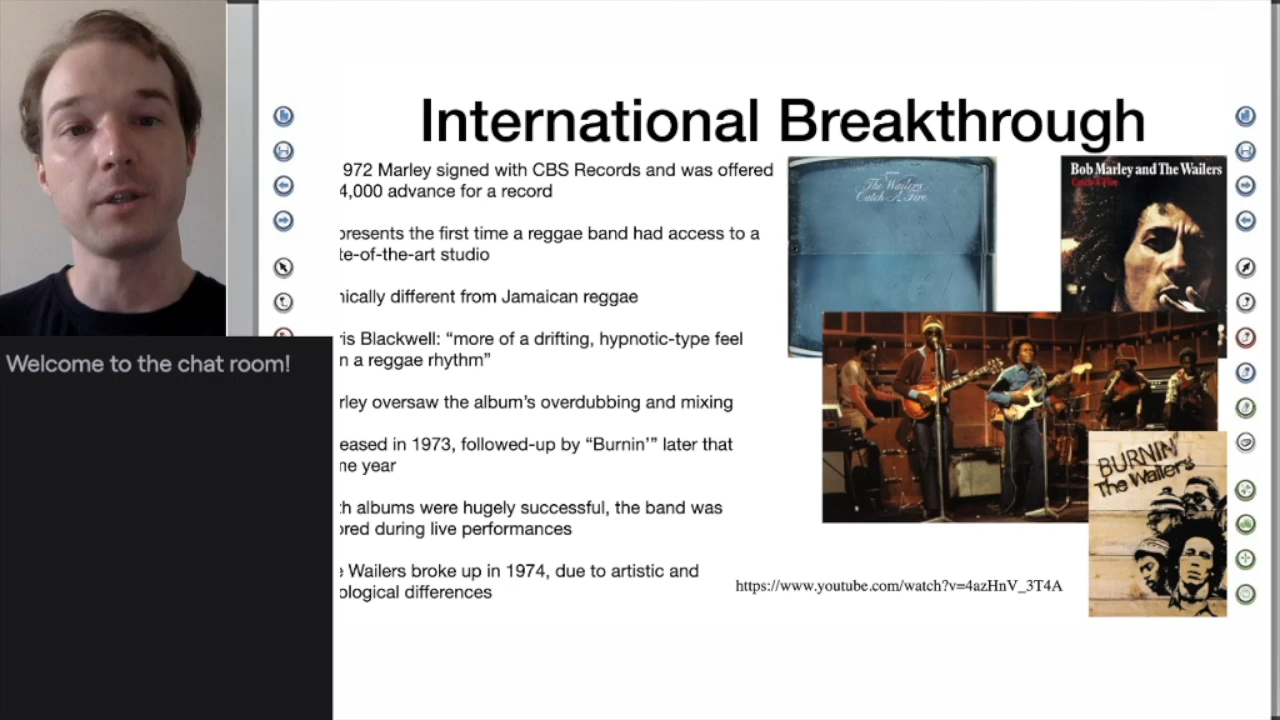 International Breakthrough
972 Marley signed with CBS Records and was offered
4,000 advance for a record
presents the first time a reggae band had access to a
te-of-the-art studio
nically different from Jamaican reggae
ris Blackwell: “more of a drifting, hypnotic-type feel
n a reggae rhythm”
rley oversaw the album’s overdubbing and mixing
eased in 1973, followed-up by “Burnin’” later that
ne year
th albums were hugely successful, the band was
ored during live performances
e Wailers broke up in 1974, due to artistic and
ological differences
The Wailers
Catch A Fire
Bob Marley and The Wailers
Catch A Fire
BURNIN'
The Wailers
https://www.youtube.com/watch?v=4azHnV_3T4A
Welcome to the chat room!